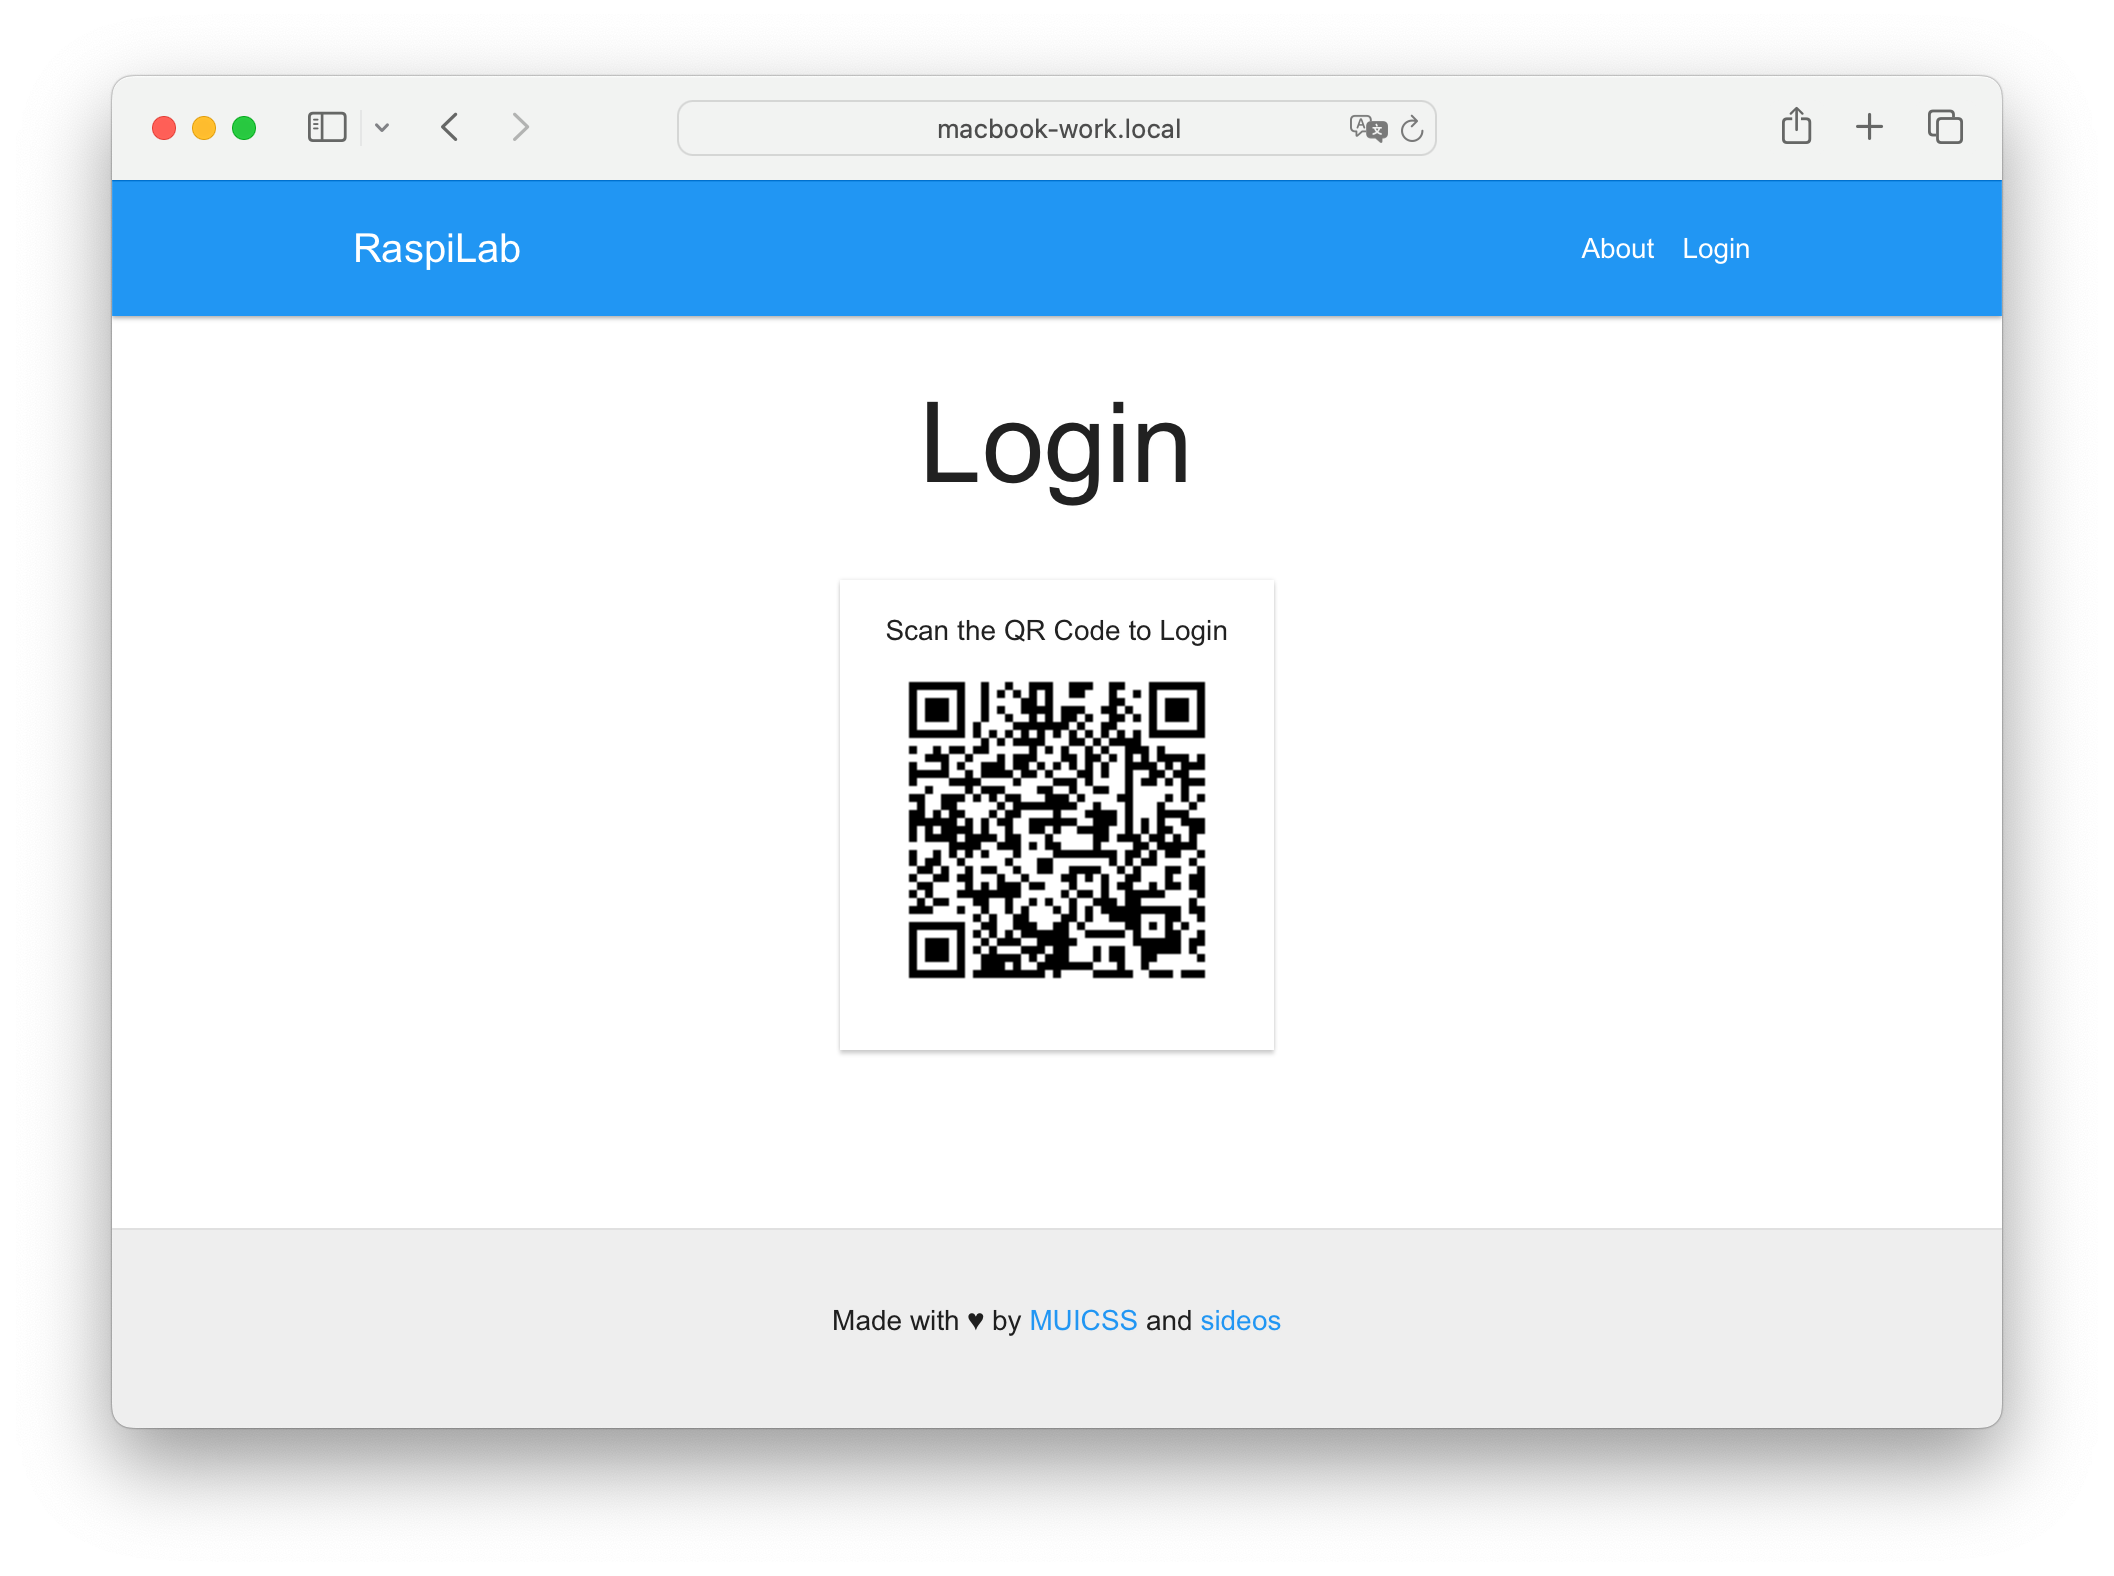 macbook-work.local
RaspiLab
About Login
Login
Scan the QR Code to Login
Made with ♥ by MUICSS and sideos